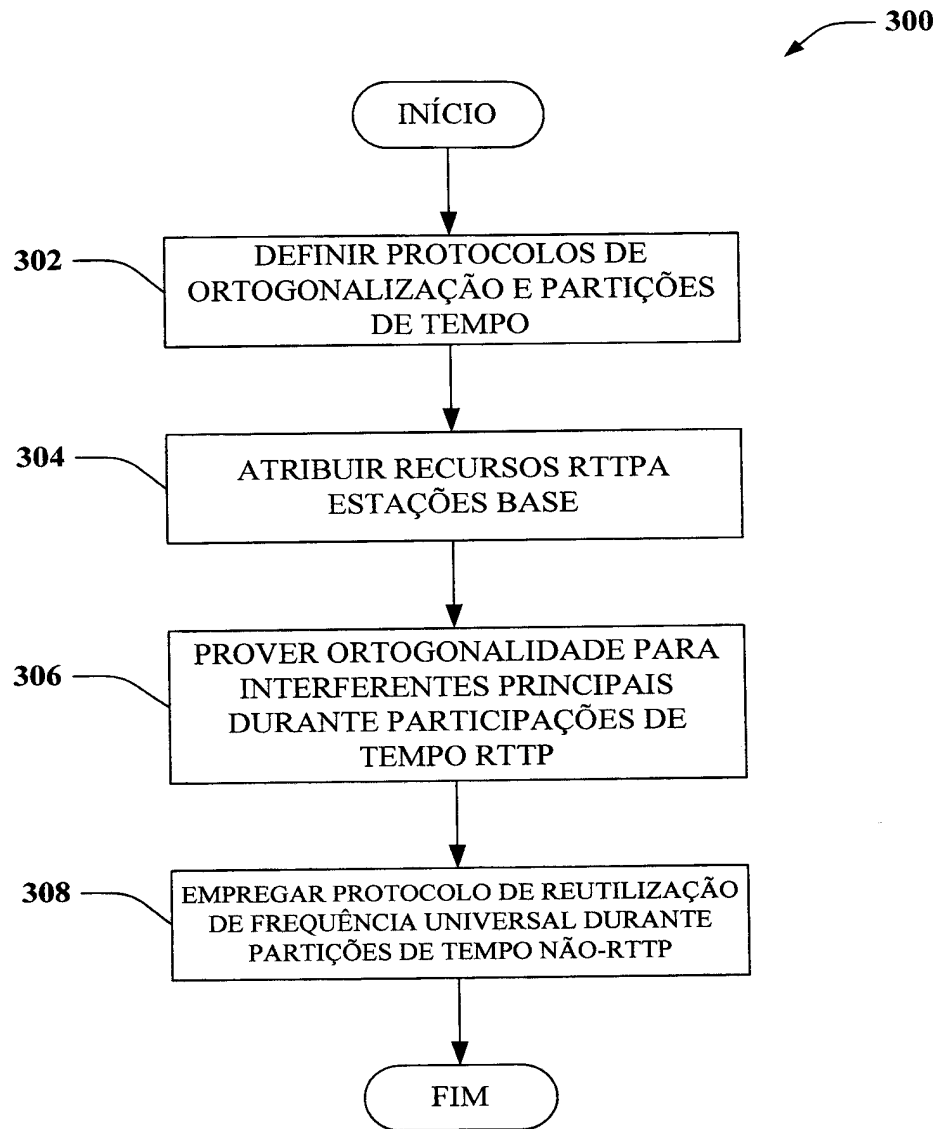 300
INÍCIO
302
DEFINIR PROTOCOLOS DE
ORTOGONALIZAÇÃO E PARTIÇÕES
DE TEMPO
304
ATRIBUIR RECURSOS RTTPA
ESTAÇÕES BASE
306
PROVER ORTOGONALIDADE PARA
INTERFERENTES PRINCIPAIS
DURANTE PARTICIPAÇÕES DE
TEMPO RTTP
308
EMPREGAR PROTOCOLO DE REUTILIZAÇÃO
DE FREQUÊNCIA UNIVERSAL DURANTE
PARTIÇÕES DE TEMPO NÃO-RTTP
FIM